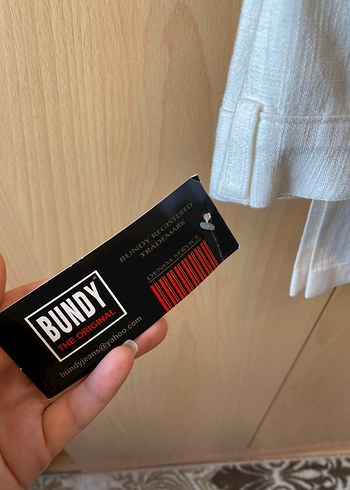 BUNDY REGISTERED
TRADEMARK
DENIM SERVICE
BUNDY
THE ORIGINAL
bundyjeans@yahoo.com